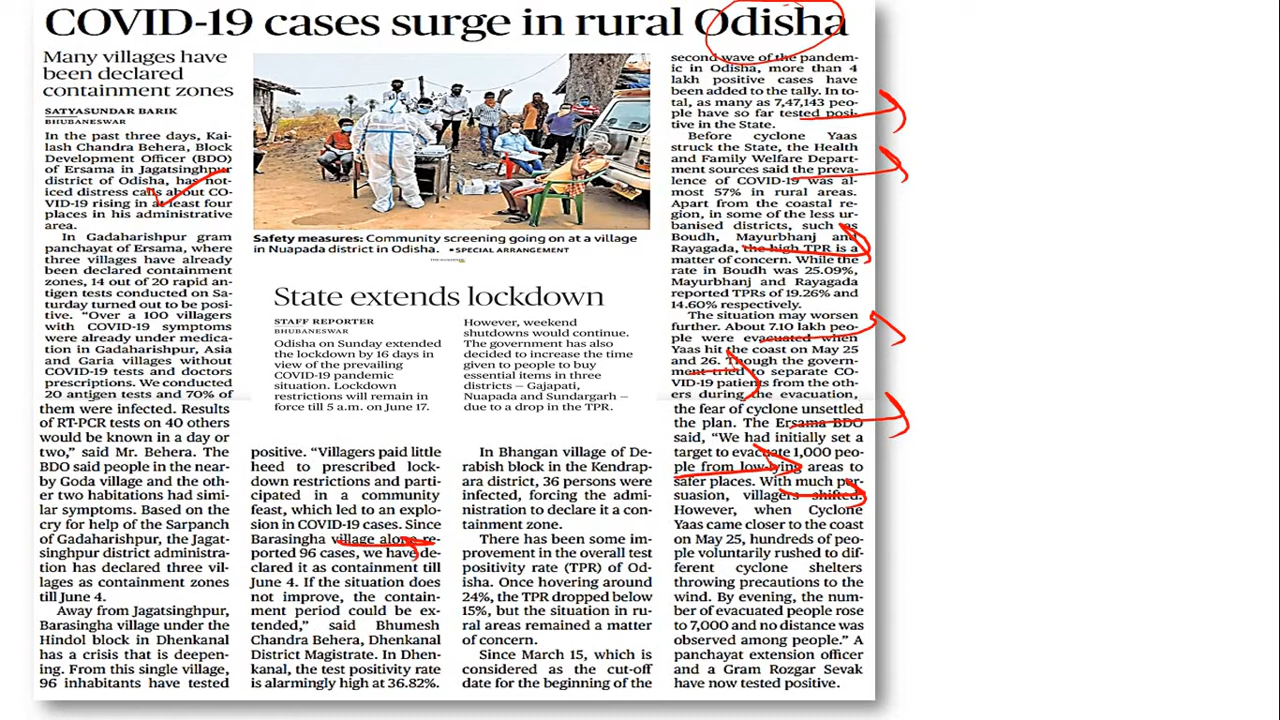 COVID-19 cases surge in rural Odisha
Many villages have
been declared
containment zones
SATYASUNDAR BARIK
BHUBANESWAR
In the past three days, Kai-
lash Chandra Behera, Block
Development Officer (BDO)
of Ersama in Jagatsinghpur
district of Odisha, has not-
iced distress calls about CO-
VID-19 rising in at least four
places in his administrative
area.
In Gadaharishpur gram
panchayat of Ersama, where
three villages have already
been declared containment
zones, 14 out of 20 rapid an-
tigen tests conducted on Sa-
turday turned out to be posi-
tive. “Over a 100 villagers
with COVID-19 symptoms
were already under medica-
tion in Gadaharishpur, Asia
and Garia villages without
COVID-19 tests and doctors
prescriptions. We conducted
20 antigen tests and 70% of
them were infected. Results
of RT-PCR tests on 40 others
would be known in a day or
two,” said Mr. Behera. The
BDO said people in the near-
by Goda village and the oth-
er two habitations had simi-
lar symptoms. Based on the
cry for help of the Sarpanch
of Gadaharishpur, the Jagat-
singhpur district administra-
tion has declared three vil-
lages as containment zones
till June 4.
Away from Jagatsinghpur,
Barasingha village under the
Hindol block in Dhenkanal
has a crisis that is deepen-
ing. From this single village,
96 inhabitants have tested
Safety measures: Community screening going on at a village
in Nuapada district in Odisha. •SPECIAL ARRANGEMENT
State extends lockdown
STAFF REPORTER
BHUBANESWAR
Odisha on Sunday extended
the lockdown by 16 days in
view of the prevailing
COVID-19 pandemic
situation. Lockdown
restrictions will remain in
force till 5 a.m. on June 17.
However, weekend
shutdowns would continue.
The government has also
decided to increase the time
given to people to buy
essential items in three
districts — Gajapati,
Nuapada and Sundargarh —
due to a drop in the TPR.
positive. “Villagers paid little
heed to prescribed lock-
down restrictions and parti-
cipated in a community
feast, which led to an explo-
sion in COVID-19 cases. Since
Barasingha village alone re-
ported 96 cases, we have de-
clared it as containment till
June 4. If the situation does
not improve, the contain-
ment period could be ex-
tended,” said Bhumesh
Chandra Behera, Dhenkanal
District Magistrate. In Dhen-
kanal, the test positivity rate
is alarmingly high at 36.82%.
In Bhangan village of De-
rabish block in the Kendrap-
ara district, 36 persons were
infected, forcing the admi-
nistration to declare it a con-
tainment zone.
There has been some im-
provement in the overall test
positivity rate (TPR) of Od-
isha. Once hovering around
24%, the TPR dropped below
15%, but the situation in ru-
ral areas remained a matter
of concern.
Since March 15, which is
considered as the cut-off
date for the beginning of the
second wave of the pandem-
ic in Odisha, more than 4
lakh positive cases have
been added to the tally. In to-
tal, as many as 7,47,143 peo-
ple have so far tested posi-
tive in the State.
Before cyclone Yaas
struck the State, the Health
and Family Welfare Depart-
ment sources said the preva-
lence of COVID-19 was al-
most 57% in rural areas.
Apart from the coastal re-
gion, in some of the less ur-
banised districts, such as
Boudh, Mayurbhanj and
Rayagada, the high TPR is a
matter of concern. While the
rate in Boudh was 25.09%,
Mayurbhanj and Rayagada
reported TPRs of 19.26% and
14.60% respectively.
The situation may worsen
further. About 7.10 lakh peo-
ple were evacuated when
Yaas hit the coast on May 25
and 26. Though the govern-
ment tried to separate CO-
VID-19 patients from the oth-
ers during the evacuation,
the fear of cyclone unsettled
the plan. The Ersama BDO
said, “We had initially set a
target to evacuate 1,000 peo-
ple from low-lying areas to
safer places. With much per-
suasion, villagers shifted.
However, when Cyclone
Yaas came closer to the coast
on May 25, hundreds of peo-
ple voluntarily rushed to dif-
ferent cyclone shelters
throwing precautions to the
wind. By evening, the num-
ber of evacuated people rose
to 7,000 and no distance was
observed among people.” A
panchayat extension officer
and a Gram Rozgar Sevak
have now tested positive.